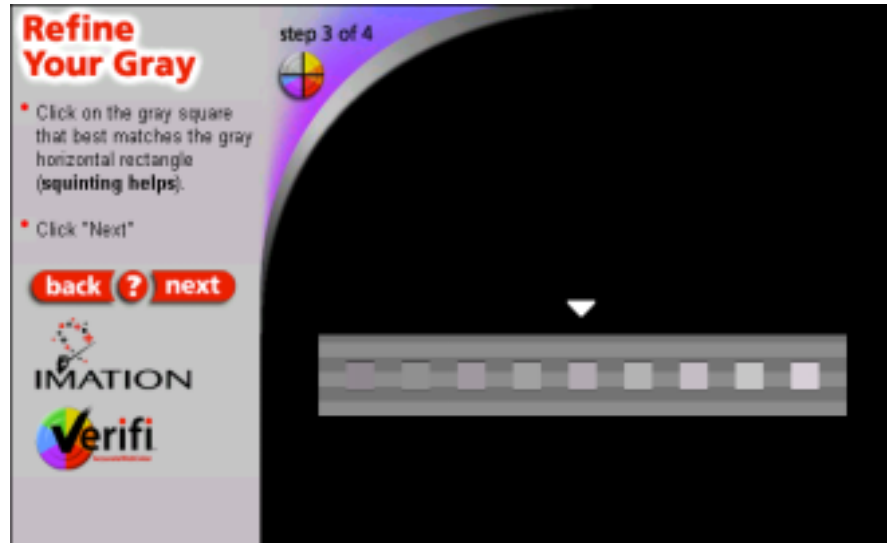 Refine
Your Gray
step 3 of 4
• Click on the gray square
that best matches the gray
horizontal rectangle
(squinting helps).
• Click "Next"
back ? next
IMATION
Verifi